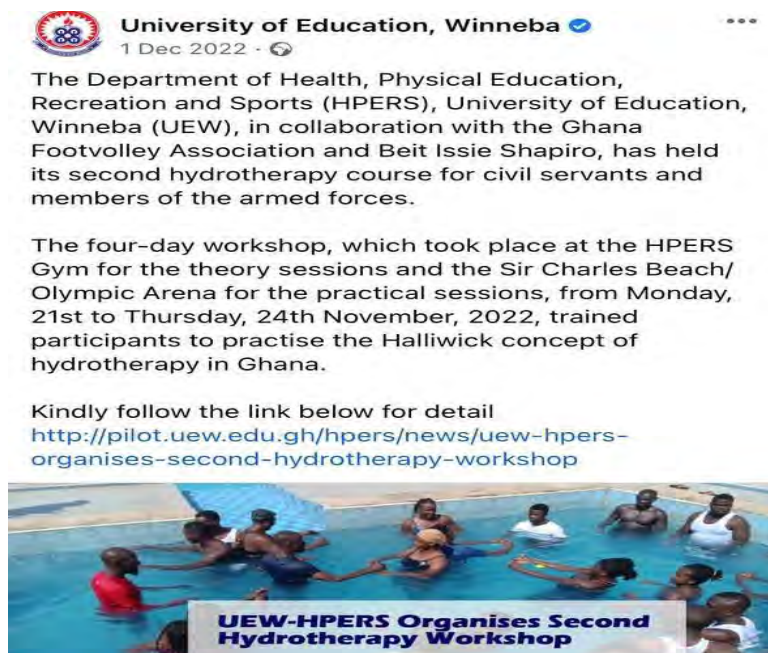 University of Education, Winneba
1 Dec 2022 ·
The Department of Health, Physical Education,
Recreation and Sports (HPERS), University of Education,
Winneba (UEW), in collaboration with the Ghana
Footvolley Association and Beit Issie Shapiro, has held
its second hydrotherapy course for civil servants and
members of the armed forces.
The four-day workshop, which took place at the HPERS
Gym for the theory sessions and the Sir Charles Beach/
Olympic Arena for the practical sessions, from Monday,
21st to Thursday, 24th November, 2022, trained
participants to practise the Halliwick concept of
hydrotherapy in Ghana.
Kindly follow the link below for detail
http://pilot.uew.edu.gh/hpers/news/uew-hpers-
organises-second-hydrotherapy-workshop
UEW-HPERS Organises Second
Hydrotherapy Workshop